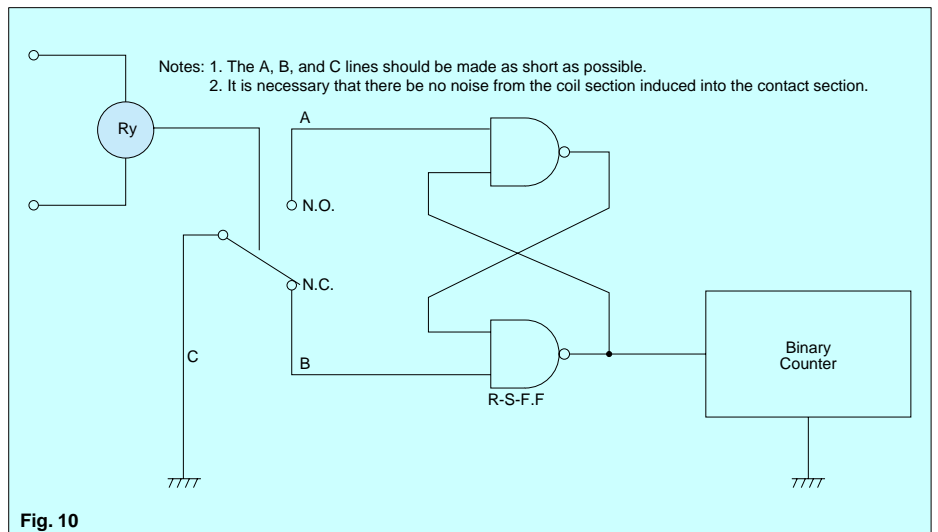 Notes: 1. The A, B, and C lines should be made as short as possible.
2. It is necessary that there be no noise from the coil section induced into the contact section.
A
Ry
N.O.
N.C.
C
B
R-S-F.F
Binary
Counter
Fig. 10